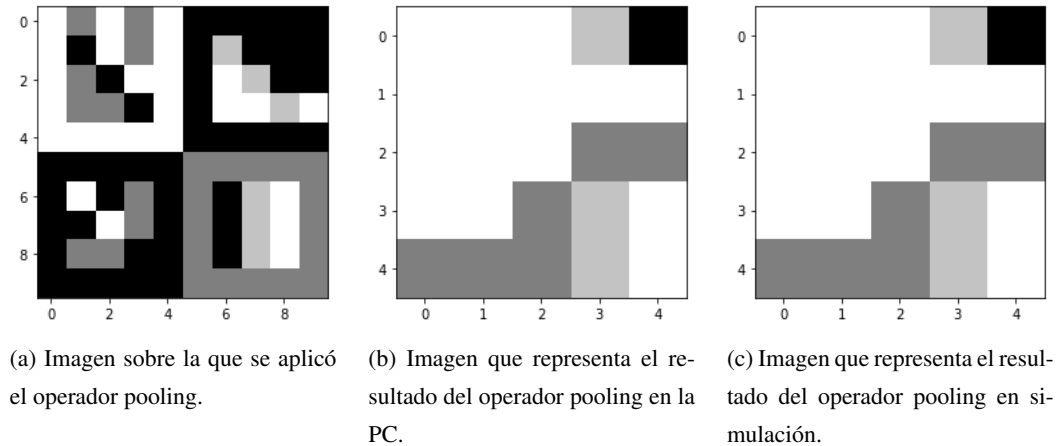 0
2
4
6
8
0 2 4 6 8
0
1
2
3
4
0 1 2 3 4
0
1
2
3
4
0 1 2 3 4
(a) Imagen sobre la que se aplicó
el operador pooling.
(b) Imagen que representa el re-
sultado del operador pooling en la
PC.
(c) Imagen que representa el resul-
tado del operador pooling en si-
mulación.